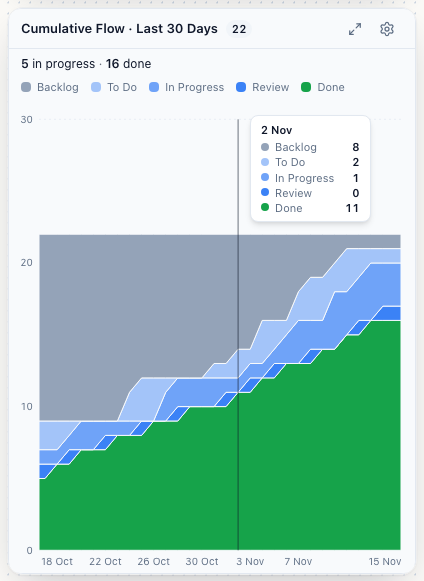 Cumulative Flow · Last 30 Days 22
5 in progress · 16 done
Backlog To Do In Progress Review Done
30
2 Nov
Backlog 8
To Do 2
In Progress 1
Review 0
Done 11
20
10
0
18 Oct 22 Oct 26 Oct 30 Oct 3 Nov 7 Nov 15 Nov